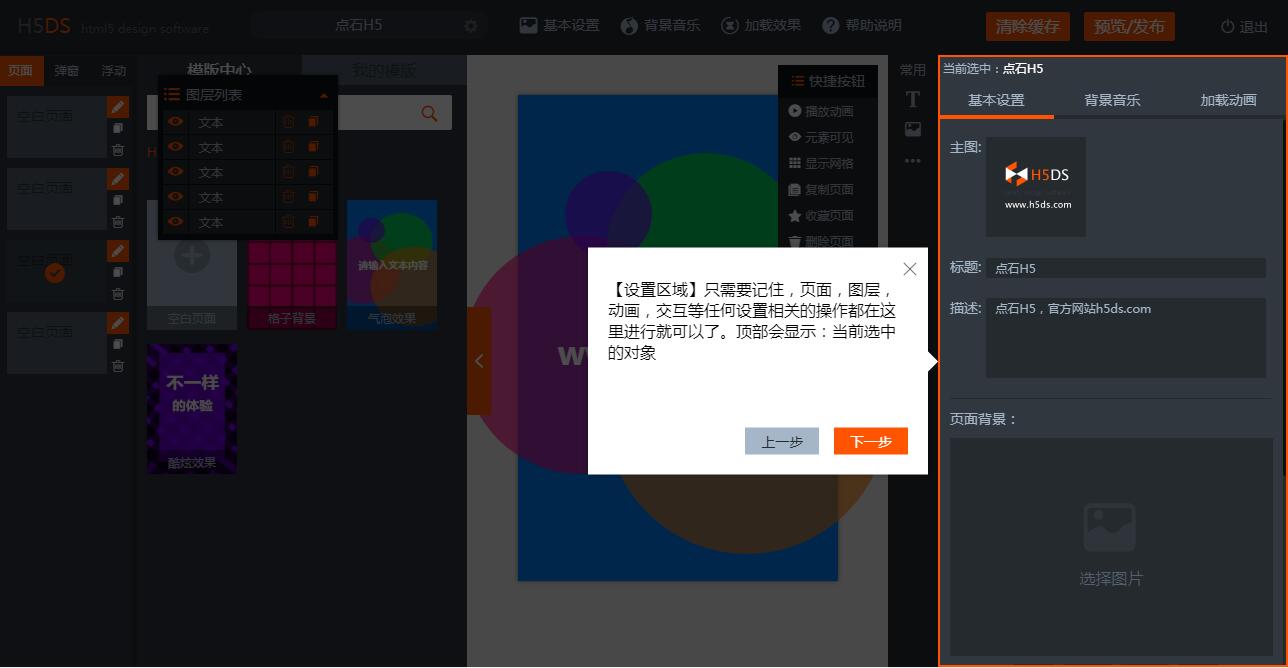 H5DS html5 design software
点石H5
基本设置
背景音乐
加载效果
帮助说明
清除缓存
预览/发布
退出
页面
弹窗
浮动
空白页面
空白页面
空白页面
空白页面
模版中心
我的模版
图层列表
文本
文本
文本
文本
文本
H
空白页面
格子背景
请输入文本内容
气泡效果
不一样
的体验
酷炫效果
快捷按钮
播放动画
元素可见
显示网格
复制页面
收藏页面
删除页面
w
常用
T
【设置区域】只需要记住，页面，图层，
动画，交互等任何设置相关的操作都在这
里进行就可以了。顶部会显示：当前选中
的对象
上一步
下一步
当前选中：点石H5
基本设置
背景音乐
加载动画
主图:
H5DS
www.h5ds.com
标题:
点石H5
描述:
点石H5，官方网站h5ds.com
页面背景：
选择图片